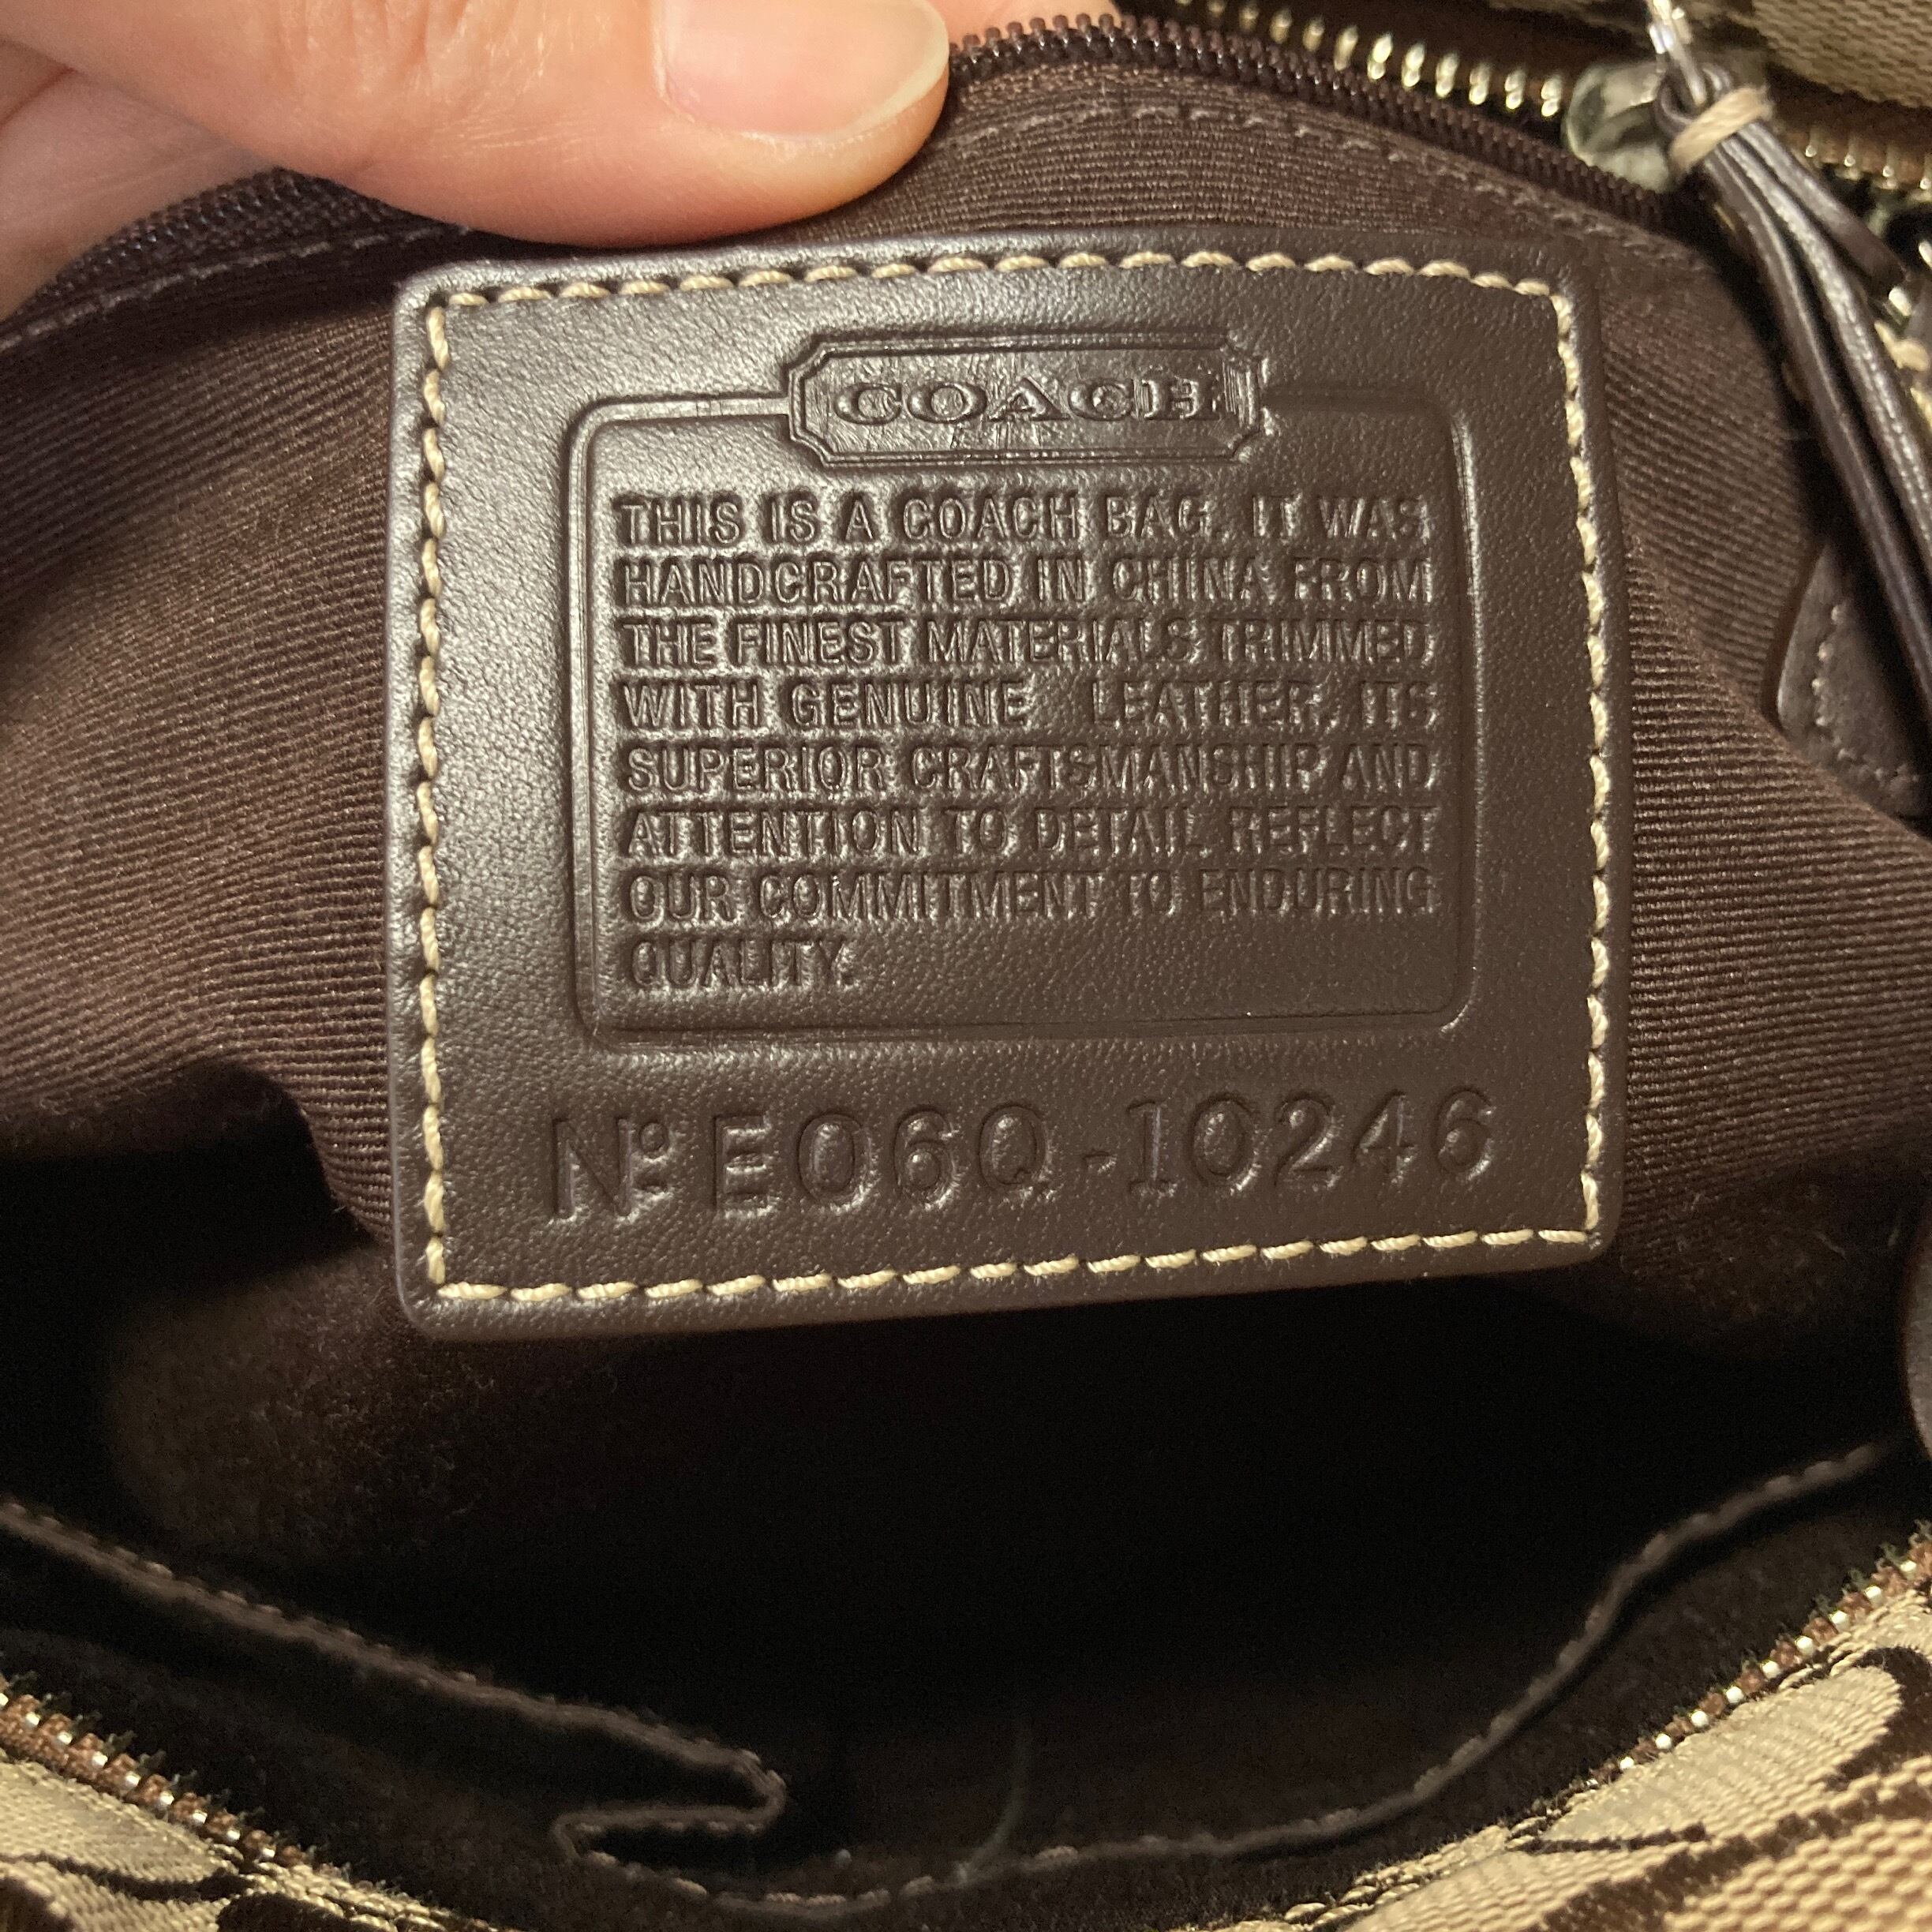 COACH
THIS IS A COACH BAG. IT WAS
HANDCRAFTED IN CHINA FROM
THE FINEST MATERIALS TRIMMED
WITH GENUINE LEATHER. ITS
SUPERIOR CRAFTSMANSHIP AND
ATTENTION TO DETAIL REFLECT
OUR COMMITMENT TO ENDURING
QUALITY.
Nº E06Q-10246